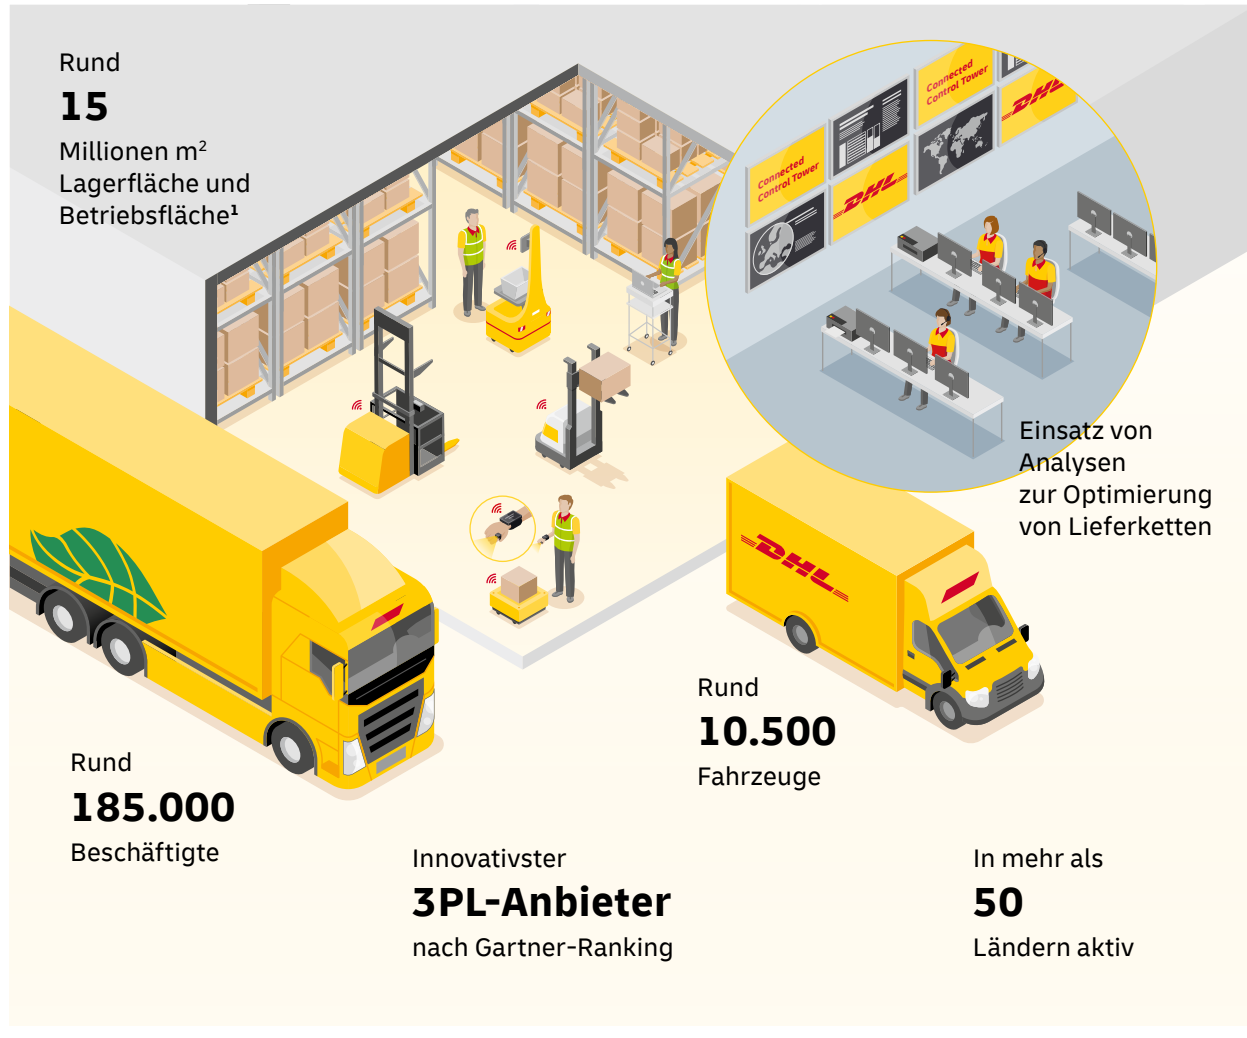 Rund
15
Millionen m²
Lagerfläche und
Betriebsfläche¹
Connected
Control Tower
DHL
Connected
Control Tower
DHL
Einsatz von
Analysen
zur Optimierung
von Lieferketten
DHL
Rund
10.500
Fahrzeuge
Rund
185.000
Beschäftigte
Innovativster
3PL-Anbieter
nach Gartner-Ranking
In mehr als
50
Ländern aktiv